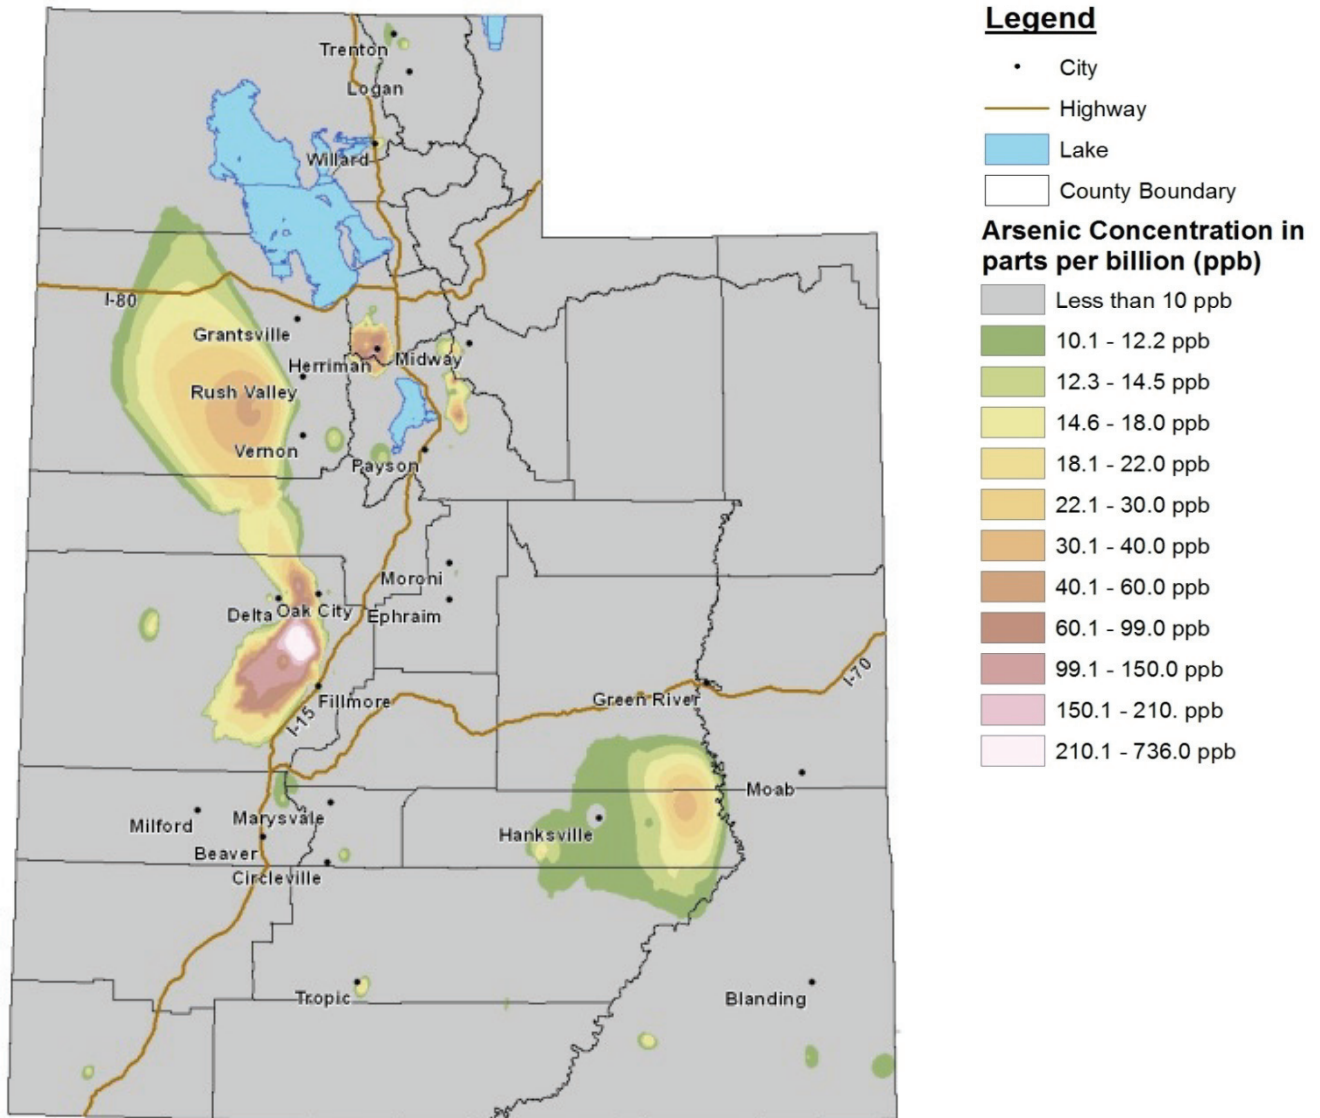 Trenton
Logan
Willard
I-80
Grantsville
Herriman
Midway
Rush Valley
Vernon
Payson
Moroni
Delta
Oak City
Ephraim
Fillmore
I-15
Green River
I-70
Moab
Milford
Marysvale
Hanksville
Beaver
Circleville
Tropic
Blanding
Legend
City
Highway
Lake
County Boundary
Arsenic Concentration in
parts per billion (ppb)
Less than 10 ppb
10.1 - 12.2 ppb
12.3 - 14.5 ppb
14.6 - 18.0 ppb
18.1 - 22.0 ppb
22.1 - 30.0 ppb
30.1 - 40.0 ppb
40.1 - 60.0 ppb
60.1 - 99.0 ppb
99.1 - 150.0 ppb
150.1 - 210. ppb
210.1 - 736.0 ppb